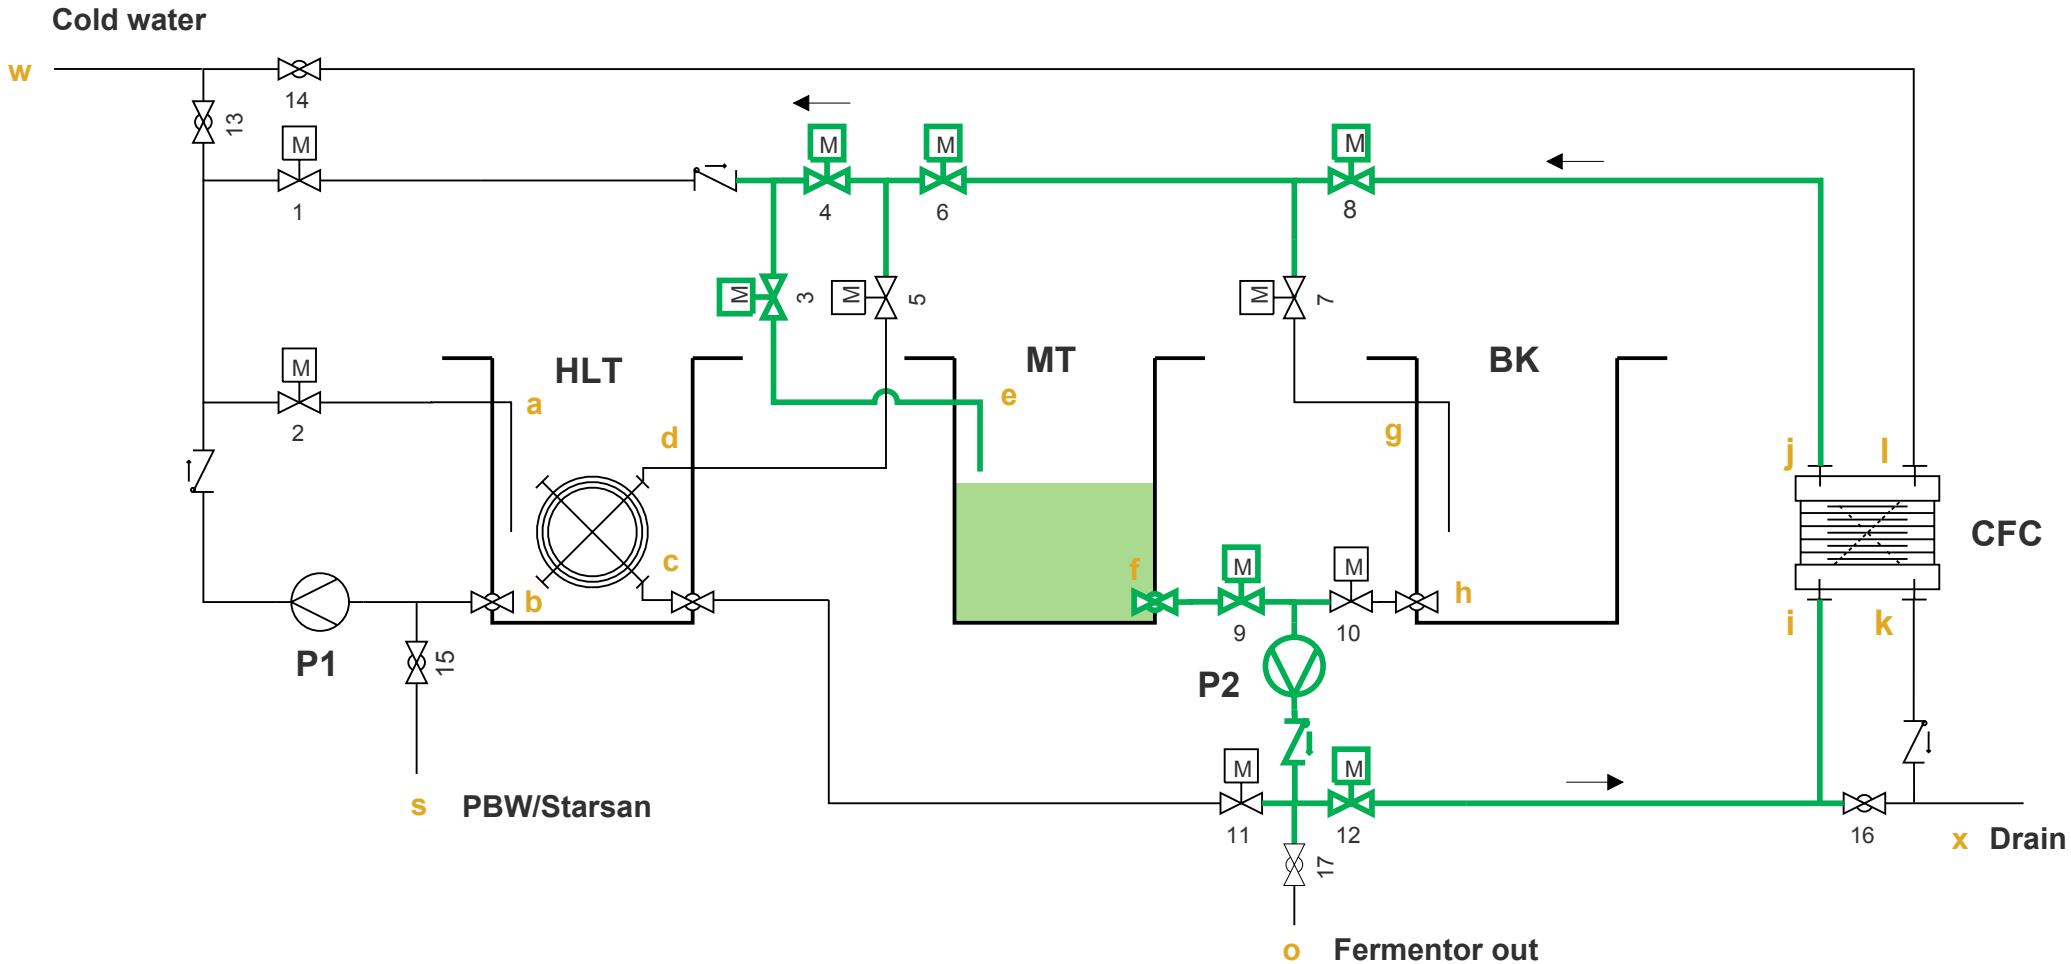 Cold water
w
14
13
M
1
M
4
M
6
M
8
M
3
M
5
M
7
M
2
HLT
MT
BK
a
d
e
g
j
l
c
b
f
M
9
M
10
h
CFC
i
k
P1
15
P2
s
PBW/Starsan
M
11
M
12
16
17
x
Drain
o
Fermentor out